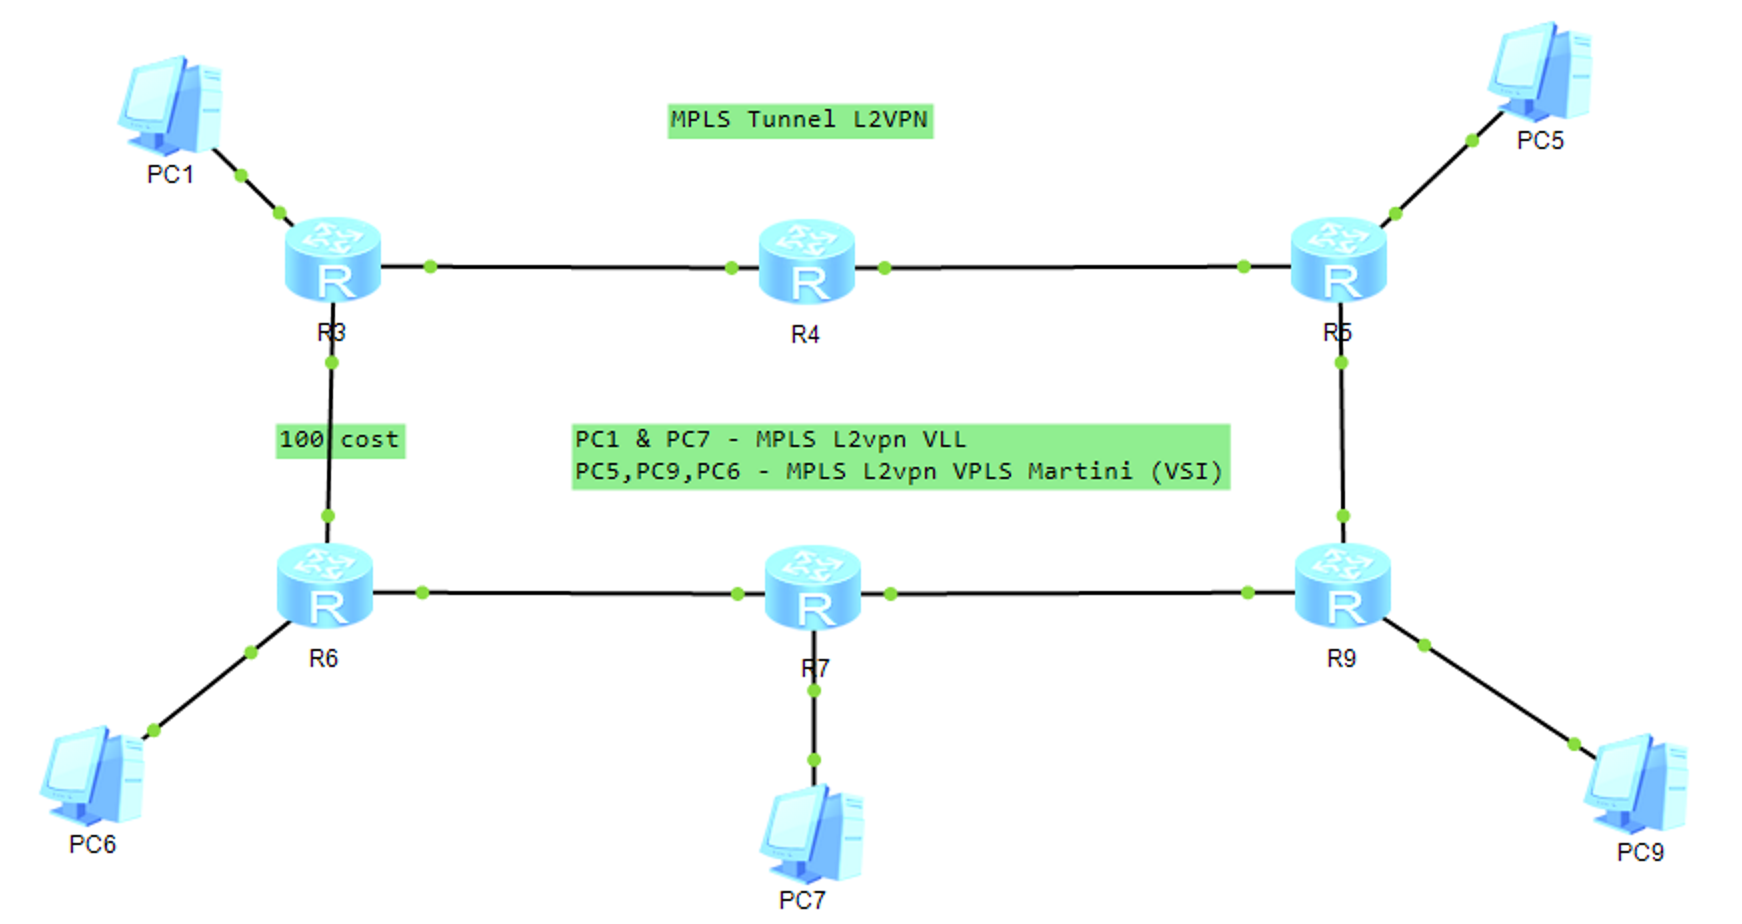 MPLS Tunnel L2VPN
PC5
PC1
R
R
R
R3
R4
R5
100 cost
PC1 & PC7 - MPLS L2vpn VLL
PC5,PC9,PC6 - MPLS L2vpn VPLS Martini (VSI)
R
R
R
R6
R7
R9
PC6
PC9
PC7